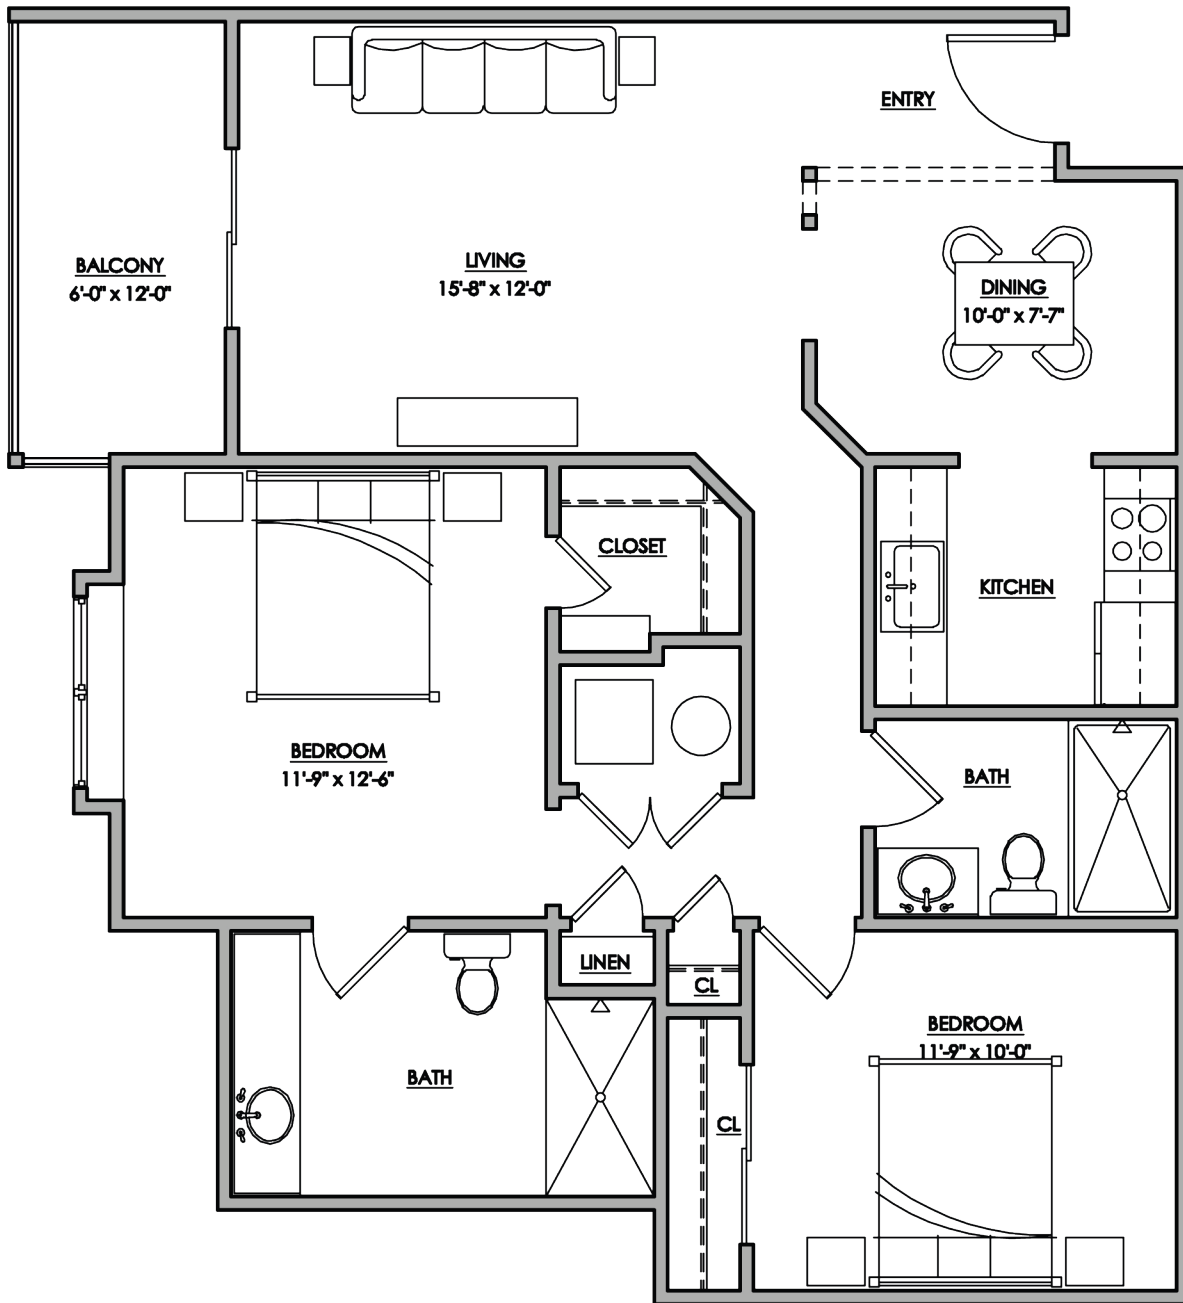 ENTRY
BALCONY
6'-0" x 12'-0"
LIVING
15'-8" x 12'-0"
DINING
10'-0" x 7'-7"
CLOSET
KITCHEN
BEDROOM
11'-9" x 12'-6"
BATH
LINEN
CL
BEDROOM
11'-9" x 10'-0"
BATH
CL